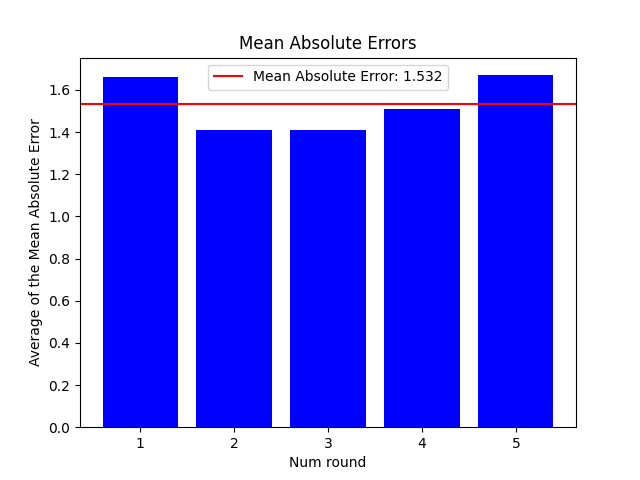 Mean Absolute Errors
Mean Absolute Error: 1.532
Average of the Mean Absolute Error
1.6
1.4
1.2
1.0
0.8
0.6
0.4
0.2
0.0
1 2 3 4 5
Num round